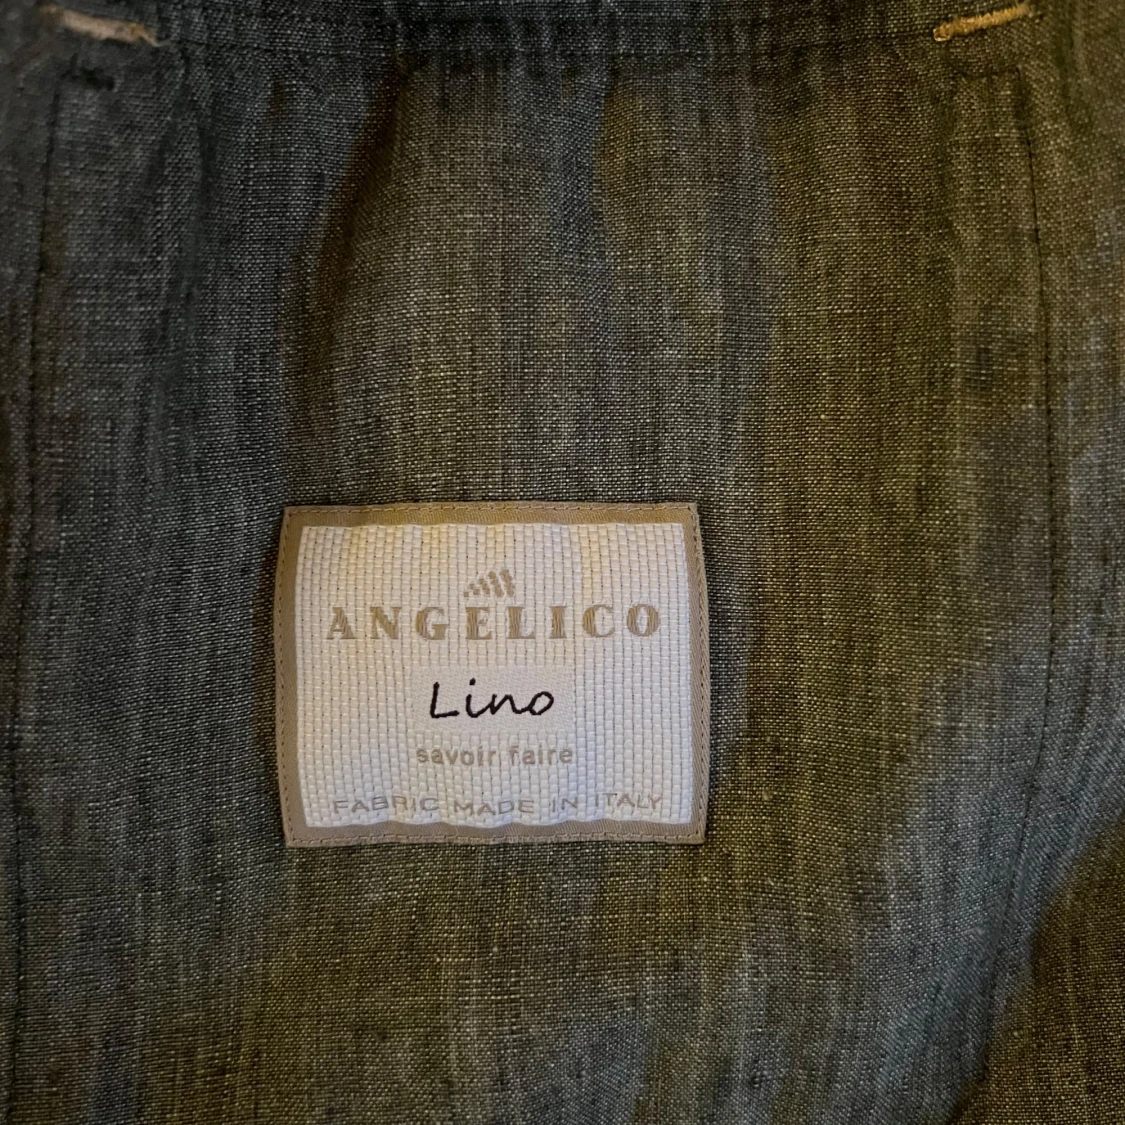 ANGELICO
Lino
savoir faire
FABRIC MADE IN ITALY